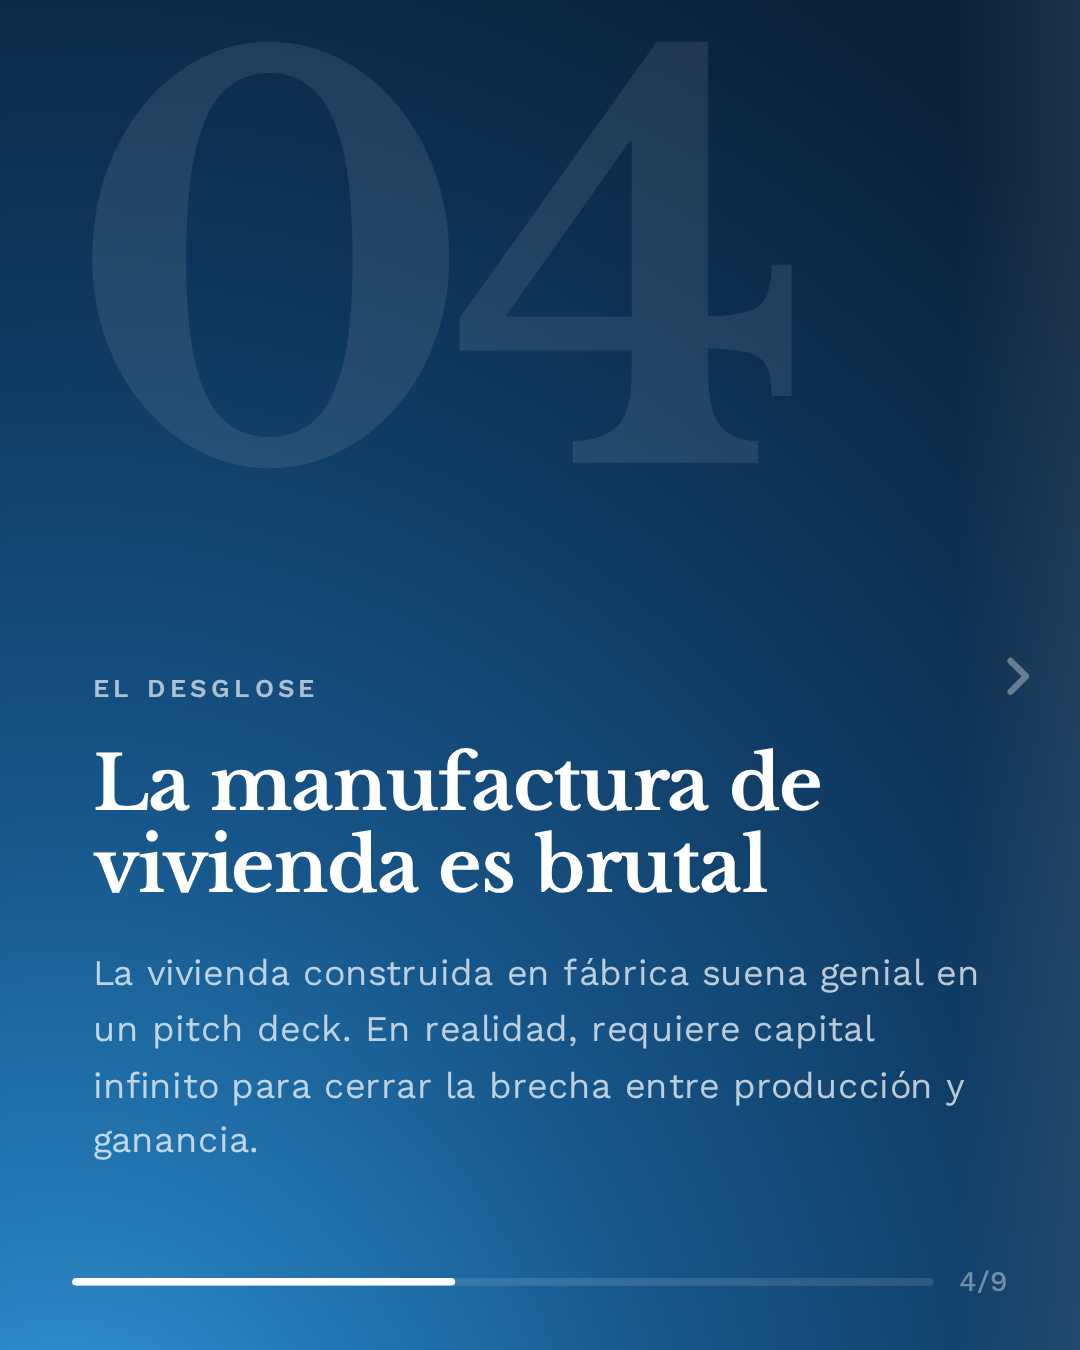 04
EL DESGLOSE
La manufactura de
vivienda es brutal
La vivienda construida en fábrica suena genial en
un pitch deck. En realidad, requiere capital
infinito para cerrar la brecha entre producción y
ganancia.
4/9